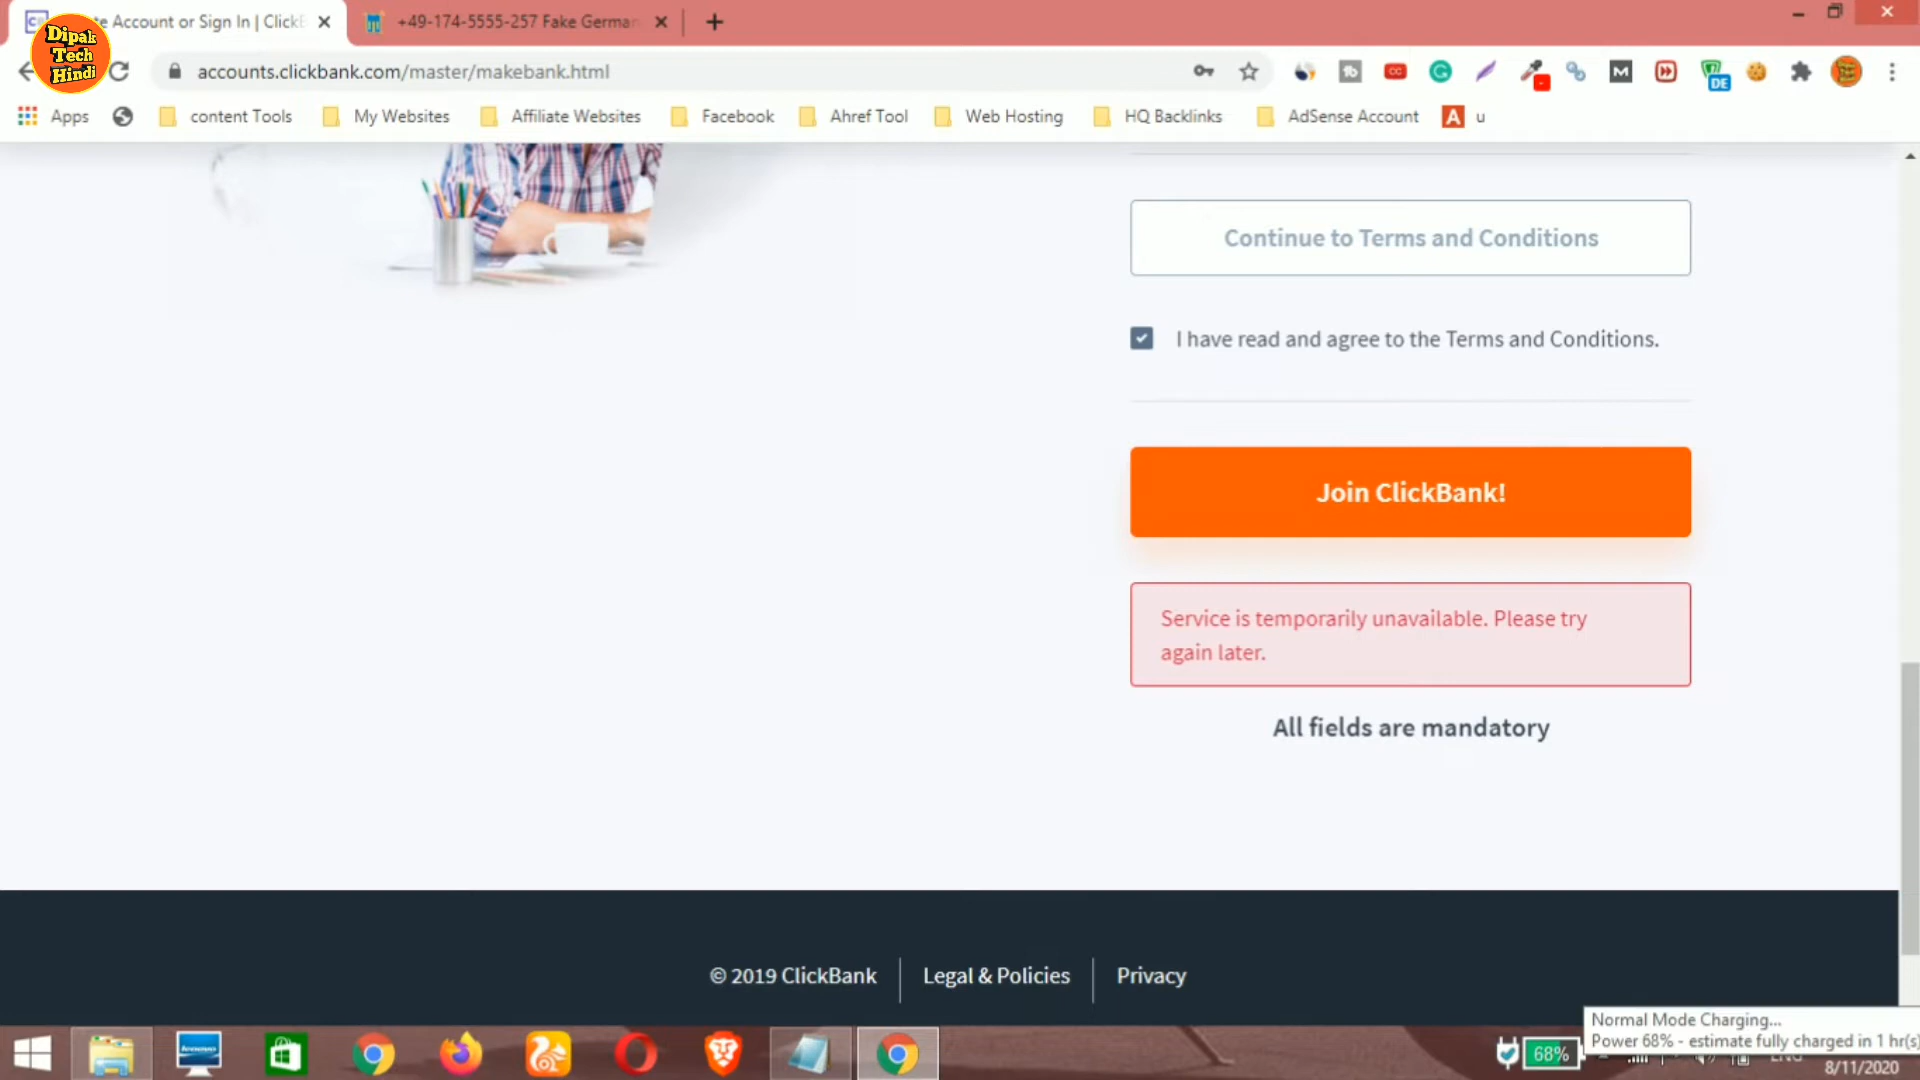 te Account or Sign In | ClickB
+49-174-5555-257 Fake German
Dipak
Tech
Hindi
accounts.clickbank.com/master/makebank.html
Apps
content Tools
My Websites
Affiliate Websites
Facebook
Ahref Tool
Web Hosting
HQ Backlinks
AdSense Account
u
DE
Continue to Terms and Conditions
I have read and agree to the Terms and Conditions.
Join ClickBank!
Service is temporarily unavailable. Please try
again later.
All fields are mandatory
© 2019 ClickBank
Legal & Policies
Privacy
Normal Mode Charging...
Power 68% - estimate fully charged in 1 hr(s)
68%
ENG
8/11/2020